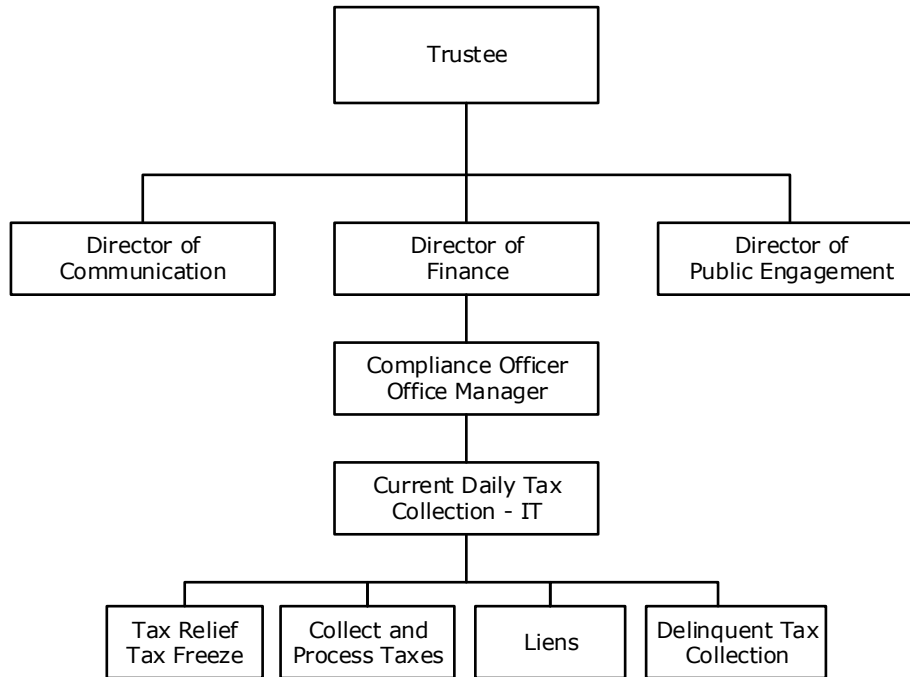 Trustee
Director of
Communication
Director of
Finance
Director of
Public Engagement
Compliance Officer
Office Manager
Current Daily Tax
Collection - IT
Tax Relief
Tax Freeze
Collect and
Process Taxes
Liens
Delinquent Tax
Collection